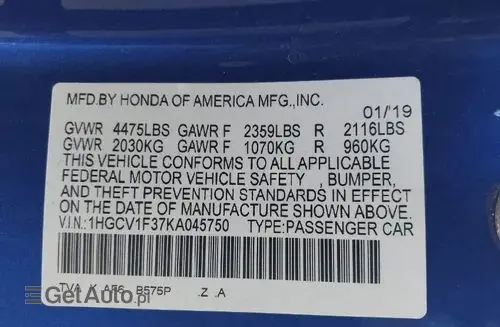 MFD.BY HONDA OF AMERICA MFG.,INC.
01/19
GVWR 4475LBS GAWR F 2359LBS R 2116LBS
GVWR 2030KG GAWR F 1070KG R 960KG
THIS VEHICLE CONFORMS TO ALL APPLICABLE
FEDERAL MOTOR VEHICLE SAFETY , BUMPER,
AND THEFT PREVENTION STANDARDS IN EFFECT
ON THE DATE OF MANUFACTURE SHOWN ABOVE.
V.I.N.:1HGCV1F37KA045750 TYPE:PASSENGER CAR
B575P .Z .A
GetAuto.pl